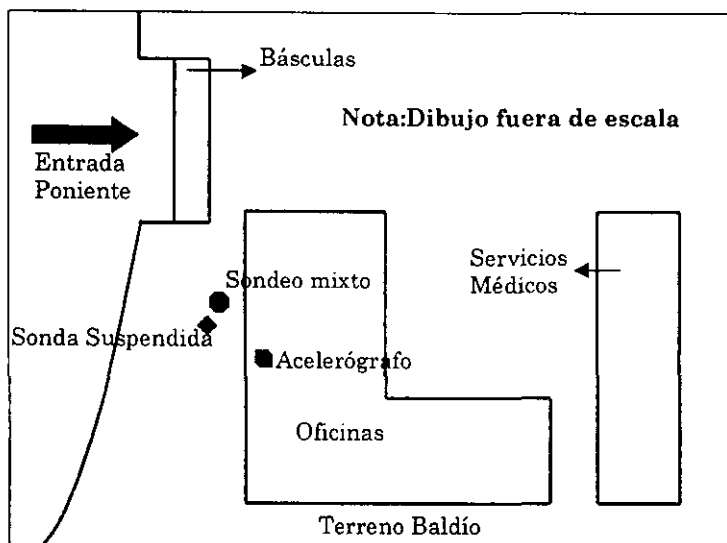 Básculas
Nota:Dibujo fuera de escala
Entrada
Poniente
Servicios
Médicos
Sondeo mixto
Sonda Suspendida
Acelerógrafo
Oficinas
Terreno Baldío